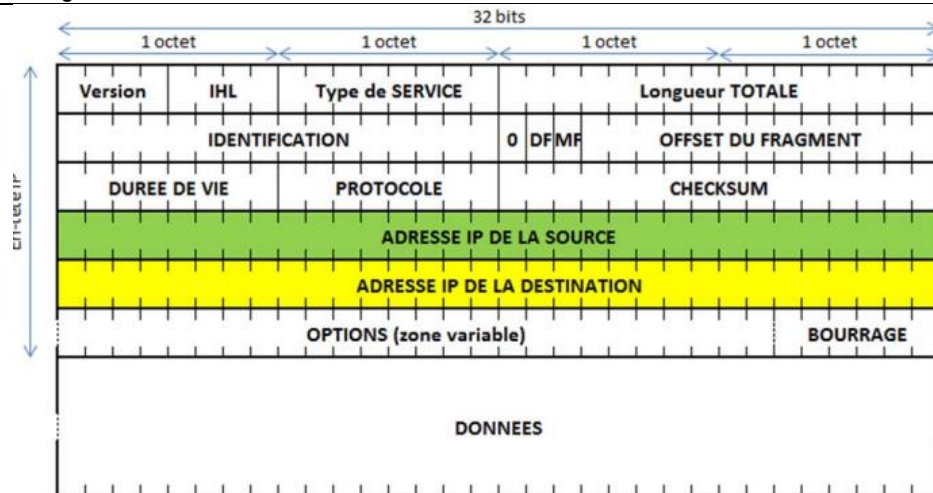 32 bits
1 octet 1 octet 1 octet 1 octet
Version IHL Type de SERVICE Longueur TOTALE
IDENTIFICATION 0 DF MF OFFSET DU FRAGMENT
DUREE DE VIE PROTOCOLE CHECKSUM
ADRESSE IP DE LA SOURCE
ADRESSE IP DE LA DESTINATION
OPTIONS (zone variable) BOURRAGE
DONNEES